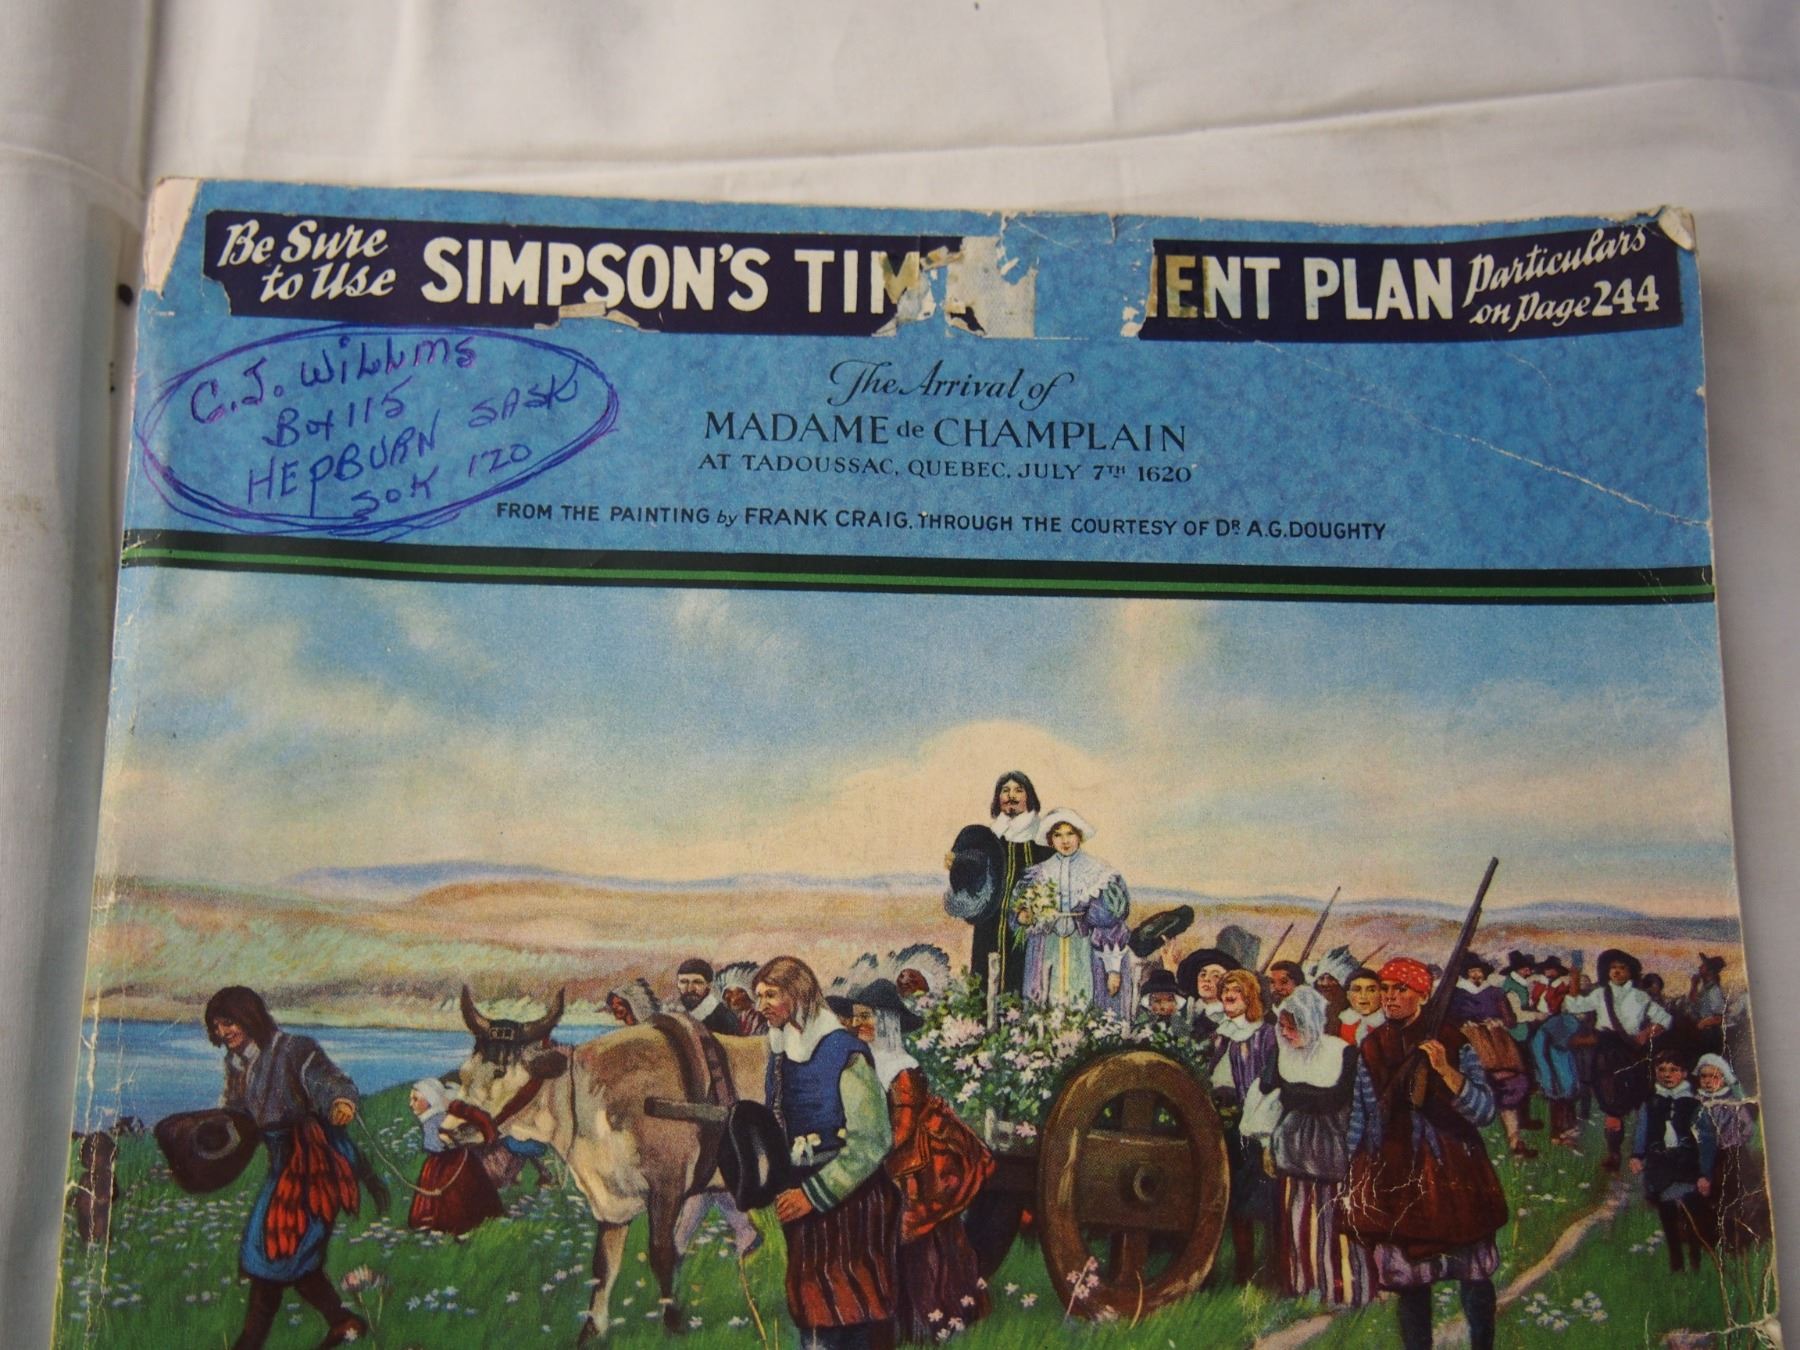 Be Sure to Use SIMPSON'S TIM ENT PLAN Particulars on Page 244
C.J. WILLMS
Box 115
HEPBURN SASK
S0K 1Z0
The Arrival of
MADAME de CHAMPLAIN
AT TADOUSSAC, QUEBEC, JULY 7TH 1620
FROM THE PAINTING by FRANK CRAIG, THROUGH THE COURTESY OF DR A.G. DOUGHTY